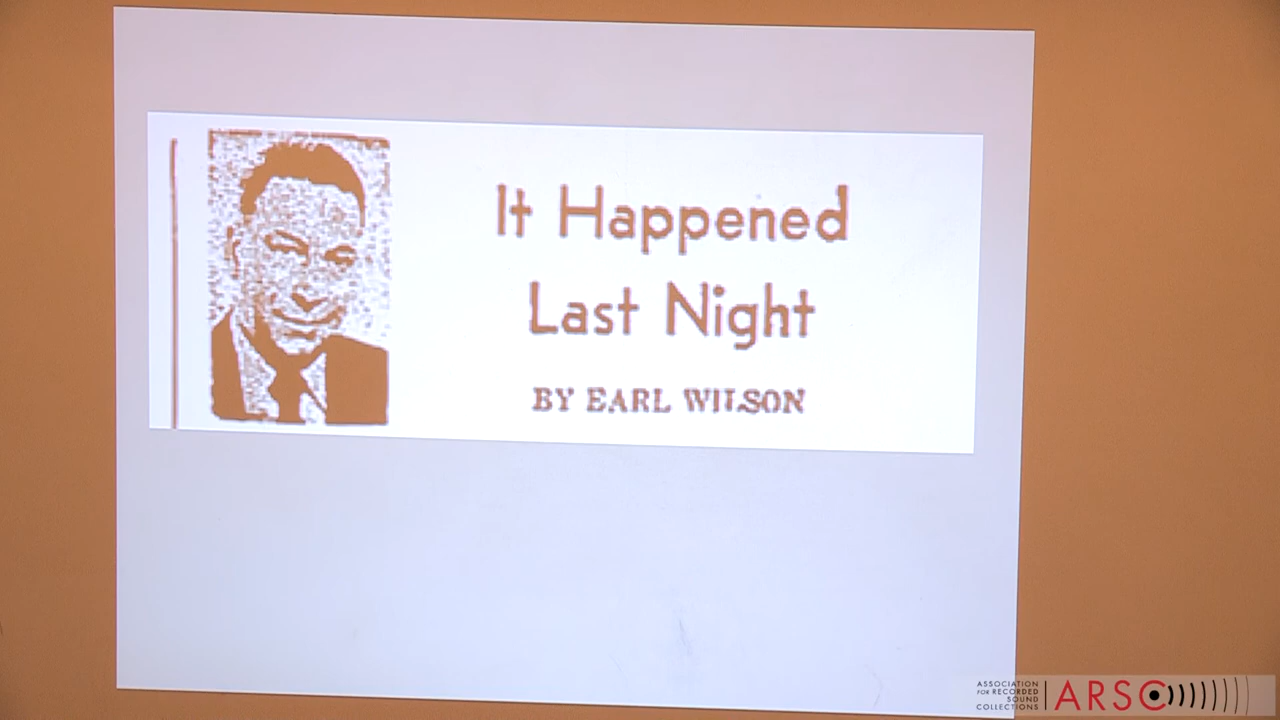 It Happened
Last Night
BY EARL WILSON
ASSOCIATION
FOR RECORDED
SOUND
COLLECTIONS
ARSC